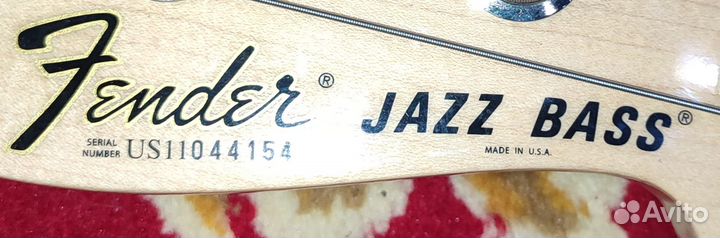 Fender® JAZZ BASS®
SERIAL NUMBER US11044154
MADE IN U.S.A.
Avito